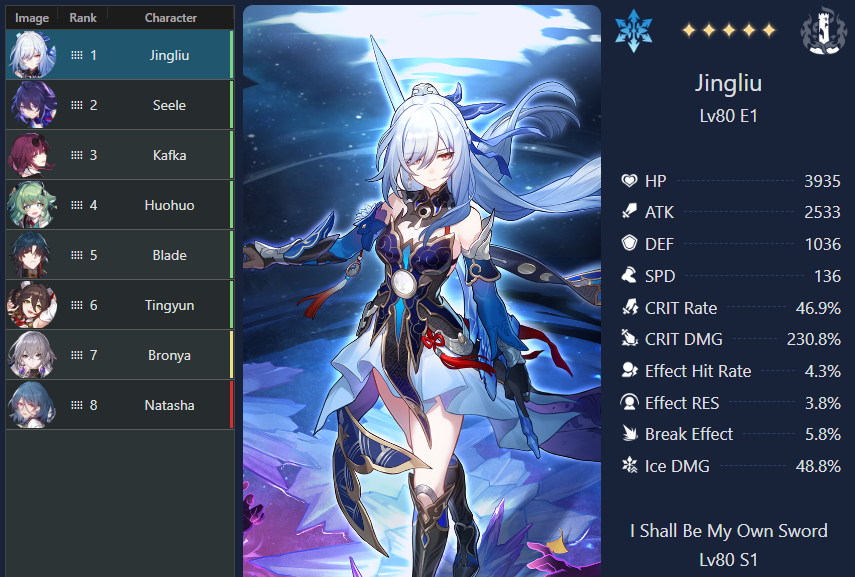 Image Rank Character
1 Jingliu
2 Seele
3 Kafka
4 Huohuo
5 Blade
6 Tingyun
7 Bronya
8 Natasha
Jingliu
Lv80 E1
HP 3935
ATK 2533
DEF 1036
SPD 136
CRIT Rate 46.9%
CRIT DMG 230.8%
Effect Hit Rate 4.3%
Effect RES 3.8%
Break Effect 5.8%
Ice DMG 48.8%
I Shall Be My Own Sword
Lv80 S1